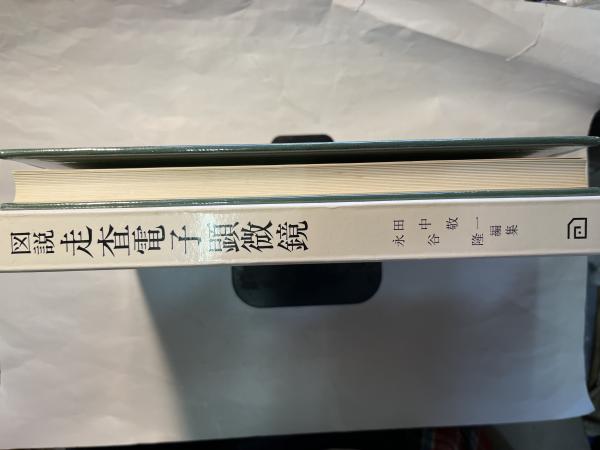 図説
走査電子顕微鏡
田中敬一
永谷隆
編集